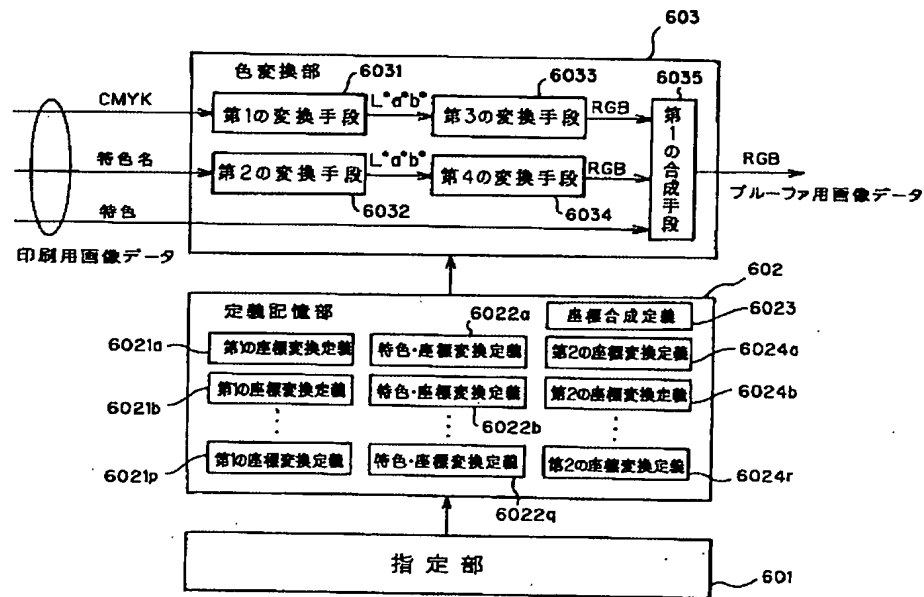 603
色変換部
6031
6033
6035
CMYK
第1の変換手段
L*a*b*
第3の変換手段
RGB
第1の合成手段
特色名
第2の変換手段
L*a*b*
第4の変換手段
RGB
RGB
プルーファ用画像データ
6032
6034
特色
印刷用画像データ
602
定義記憶部
6022a
座標合成定義
6023
6021a
第1の座標変換定義
特色・座標変換定義
第2の座標変換定義
6024a
6021b
第1の座標変換定義
特色・座標変換定義
第2の座標変換定義
6024b
6022b
6021p
第1の座標変換定義
特色・座標変換定義
第2の座標変換定義
6024r
6022q
指定部
601